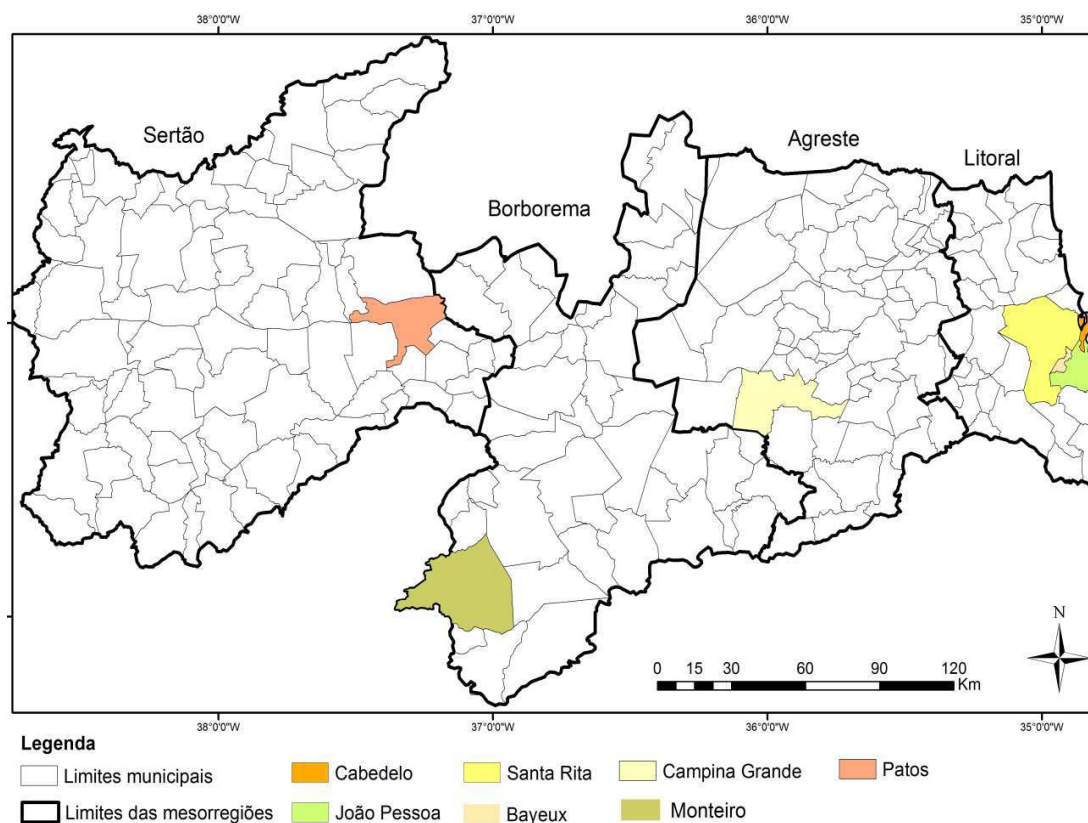 38°0'0"W 37°0'0"W 36°0'0"W 35°0'0"W
Sertão
Agreste
Litoral
Borborema
N
0 15 30 60 90 120
Km
38°0'0"W 37°0'0"W 36°0'0"W 35°0'0"W
Legenda
Limites municipais Cabedelo Santa Rita Campina Grande Patos
Limites das mesorregiões João Pessoa Bayeux Monteiro